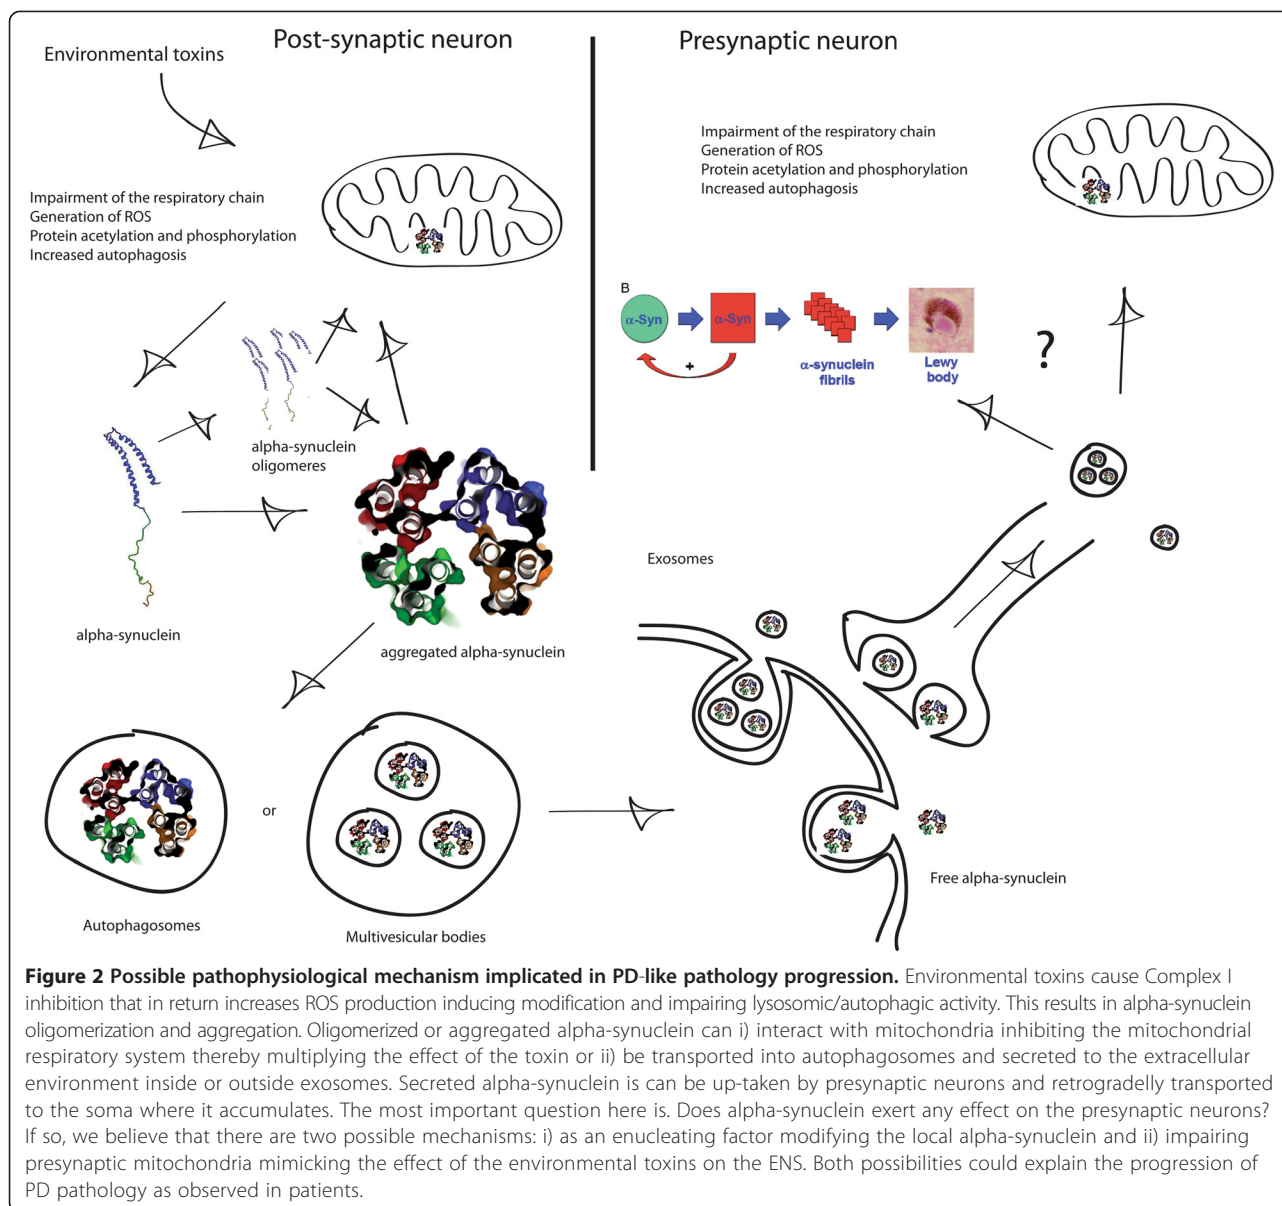 Post-synaptic neuron
Environmental toxins
Impairment of the respiratory chain
Generation of ROS
Protein acetylation and phosphorylation
Increased autophagosis
alpha-synuclein
oligomeres
alpha-synuclein
aggregated alpha-synuclein
Autophagosomes
or
Multivesicular bodies
Presynaptic neuron
Impairment of the respiratory chain
Generation of ROS
Protein acetylation and phosphorylation
Increased autophagosis
B
α-Syn
α-Syn
+
α-synuclein
fibrils
Lewy
body
?
Exosomes
Free alpha-synuclein
Figure 2 Possible pathophysiological mechanism implicated in PD-like pathology progression. Environmental toxins cause Complex I
inhibition that in return increases ROS production inducing modification and impairing lysosomic/autophagic activity. This results in alpha-synuclein
oligomerization and aggregation. Oligomerized or aggregated alpha-synuclein can i) interact with mitochondria inhibiting the mitochondrial
respiratory system thereby multiplying the effect of the toxin or ii) be transported into autophagosomes and secreted to the extracellular
environment inside or outside exosomes. Secreted alpha-synuclein is can be up-taken by presynaptic neurons and retrogradelly transported
to the soma where it accumulates. The most important question here is. Does alpha-synuclein exert any effect on the presynaptic neurons?
If so, we believe that there are two possible mechanisms: i) as an enucleating factor modifying the local alpha-synuclein and ii) impairing
presynaptic mitochondria mimicking the effect of the environmental toxins on the ENS. Both possibilities could explain the progression of
PD pathology as observed in patients.